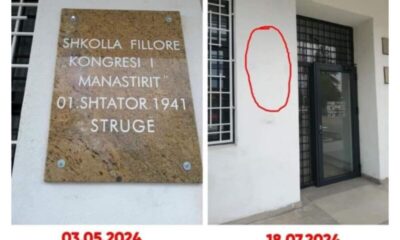 SHKOLLA FILLORE
KONGRESI I
MANASTIRIT
01.SHTATOR 1941
STRUGE
03.05.2024
18.07.2024